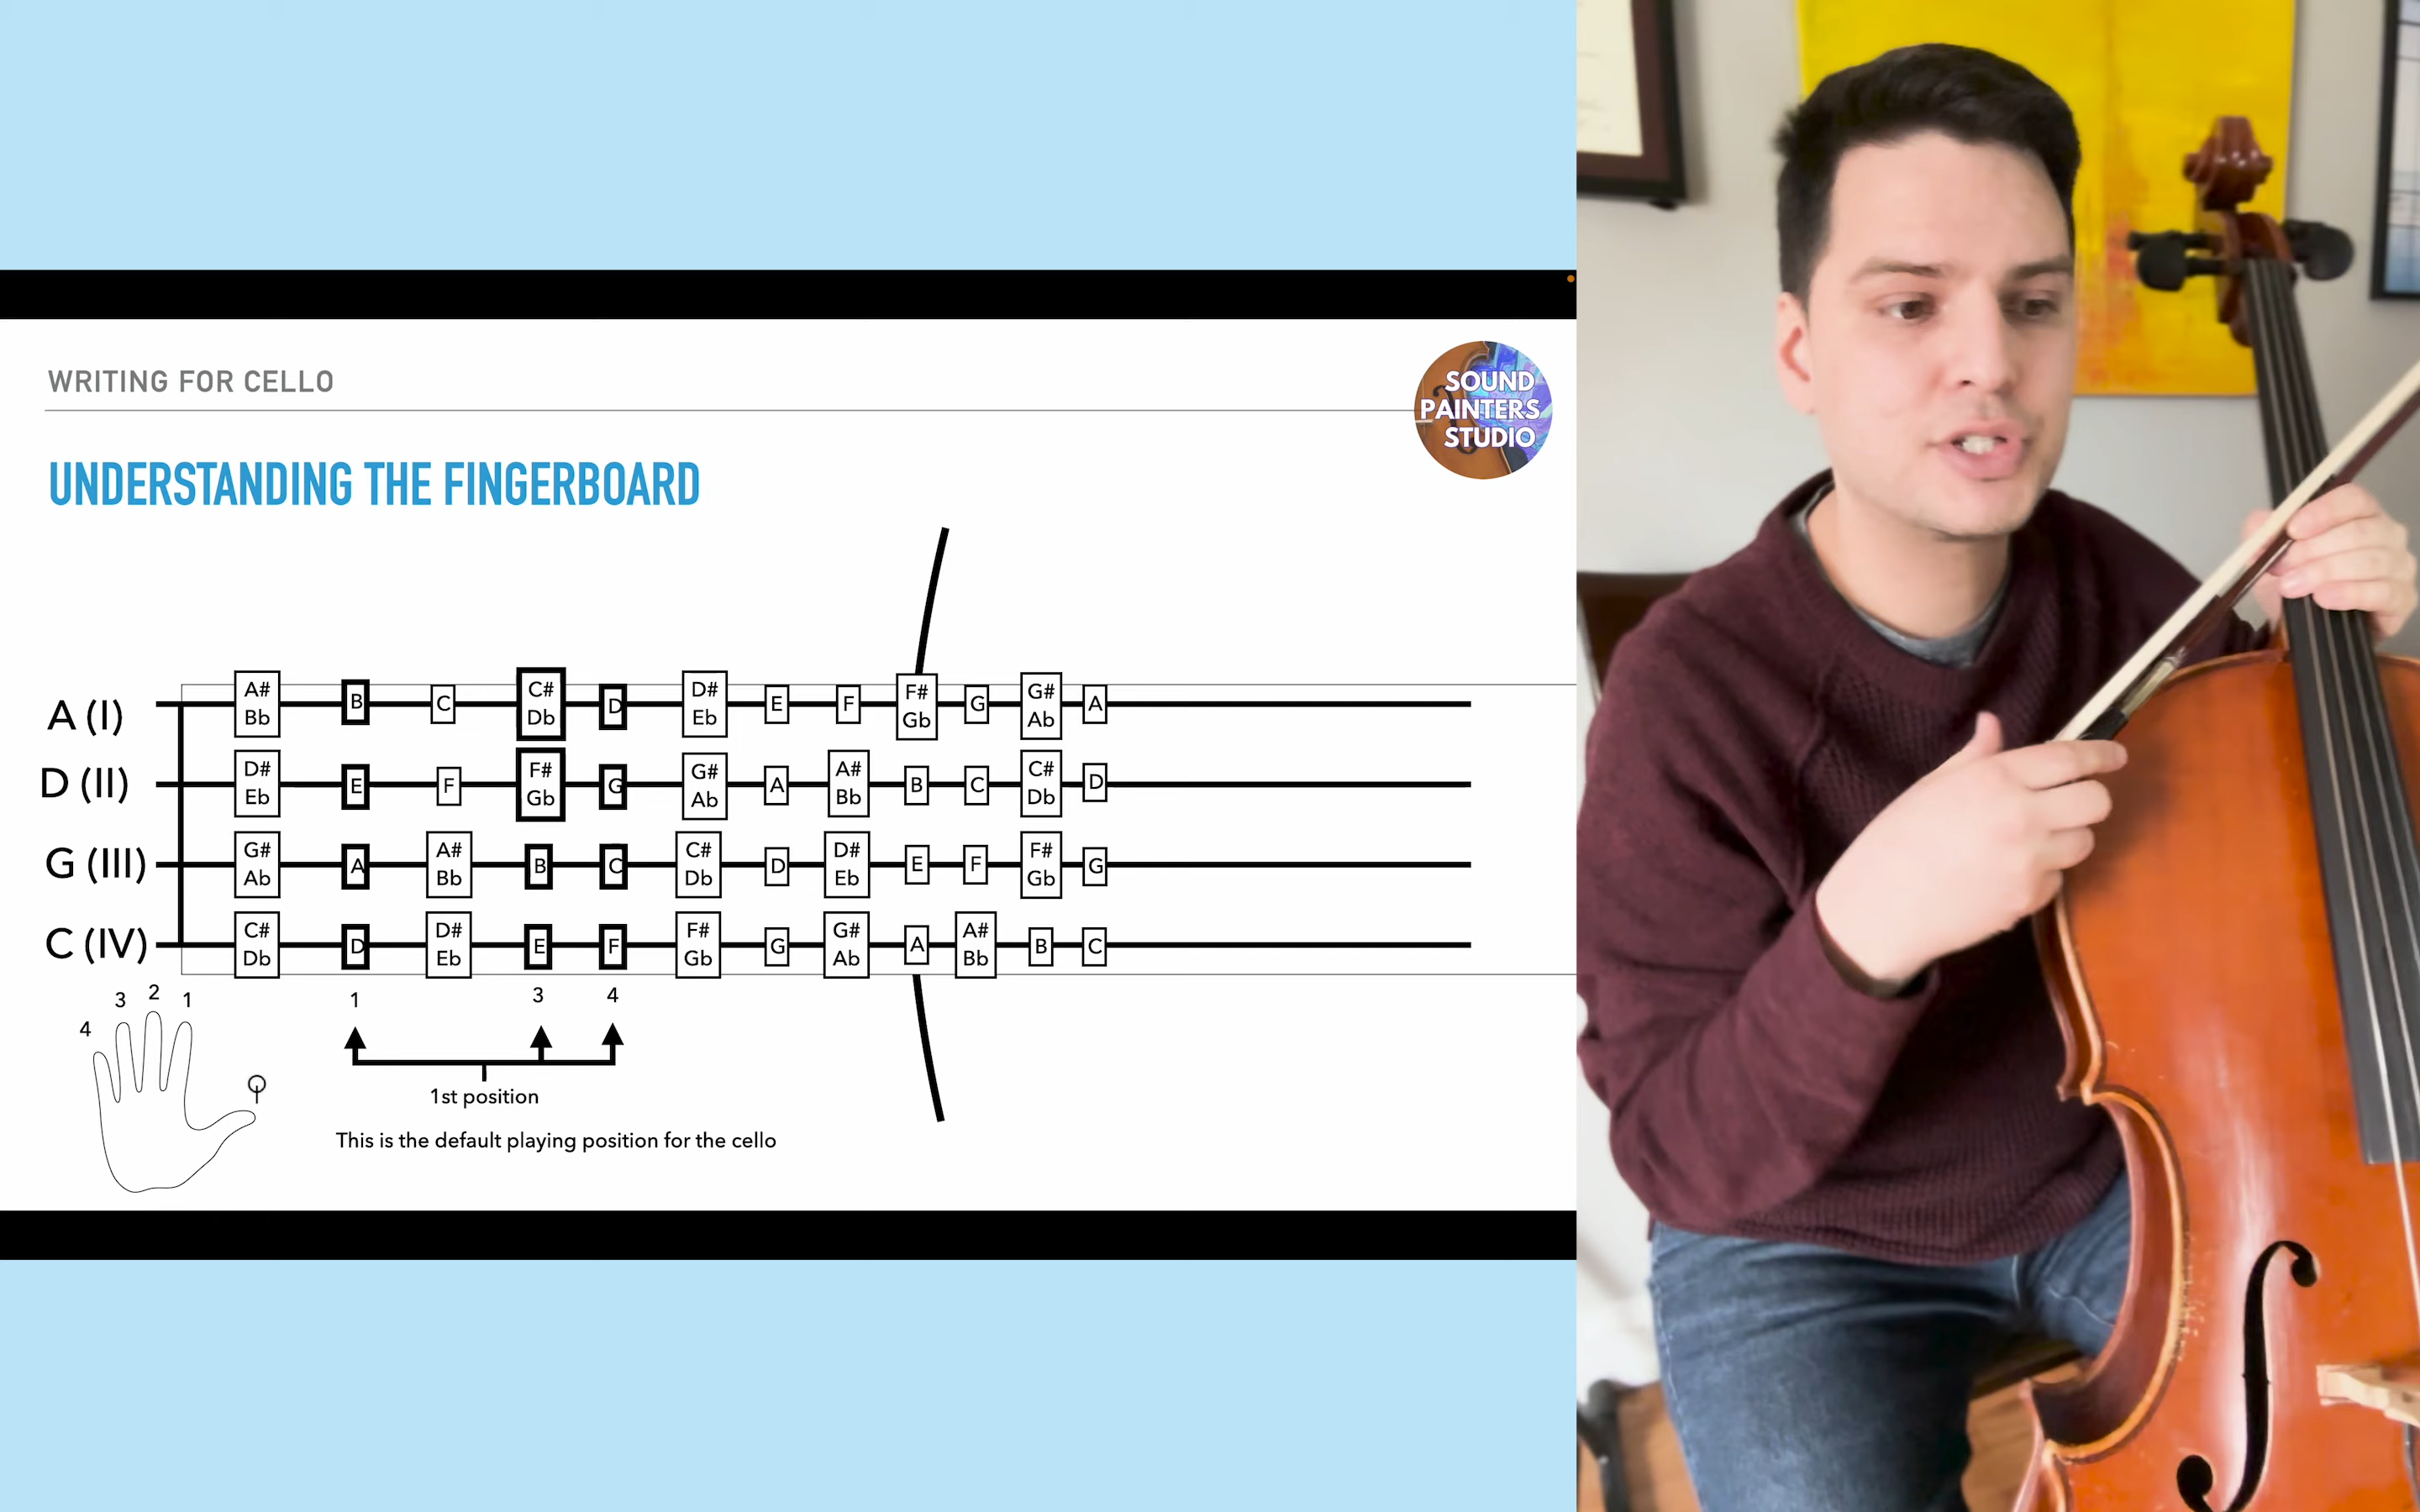 WRITING FOR CELLO
SOUND
PAINTERS
STUDIO
UNDERSTANDING THE FINGERBOARD
A (I) A# Bb B C C# Db D D# Eb E F F# Gb G G# Ab A
D (II) D# Eb E F F# Gb G G# Ab A A# Bb B C C# Db D
G (III) G# Ab A A# Bb B C C# Db D D# Eb E F F# Gb G
C (IV) C# Db D D# Eb E F F# Gb G G# Ab A A# Bb B C
4 3 2 1
1 3 4
1st position
This is the default playing position for the cello